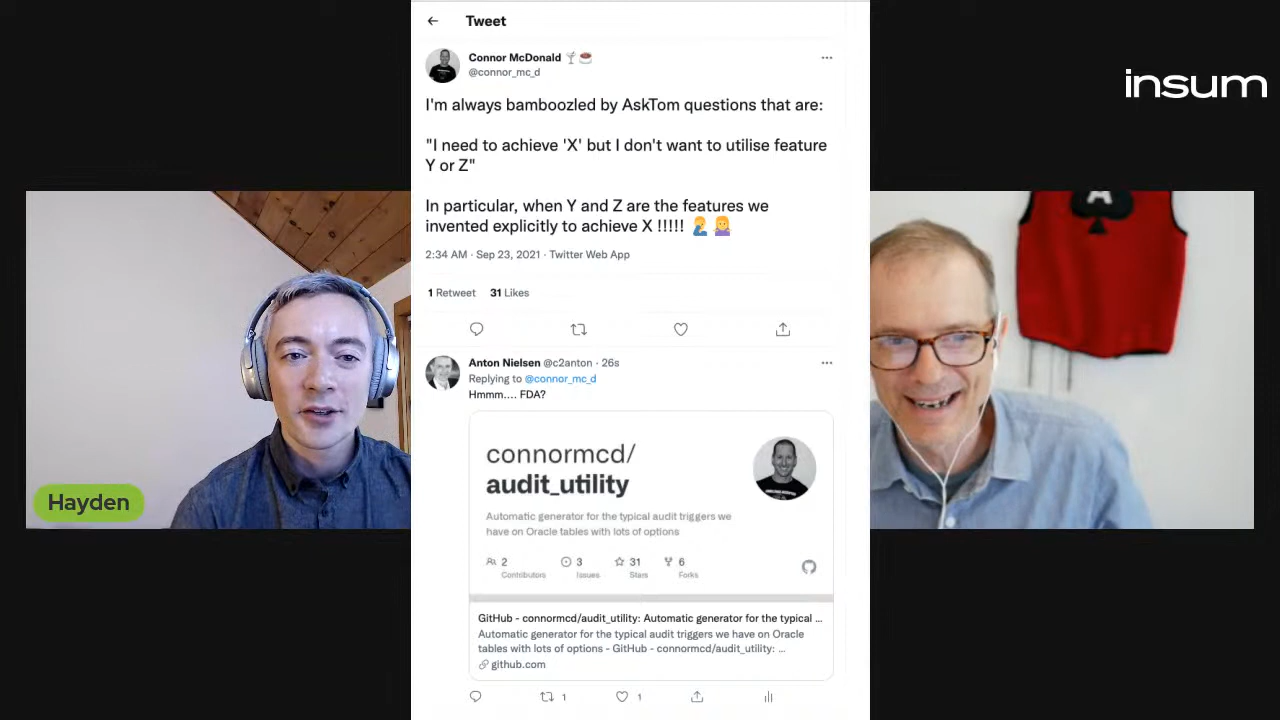 Tweet
Connor McDonald 🍸☕
@connor_mc_d
I'm always bamboozled by AskTom questions that are:
"I need to achieve 'X' but I don't want to utilise feature
Y or Z"
In particular, when Y and Z are the features we
invented explicitly to achieve X !!!!! 🤦‍♂️🤷‍♀️
2:34 AM · Sep 23, 2021 · Twitter Web App
1 Retweet 31 Likes
Anton Nielsen @c2anton · 26s
Replying to @connor_mc_d
Hmmm.... FDA?
connormcd/
audit_utility
Automatic generator for the typical audit triggers we
have on Oracle tables with lots of options
2 3 31 6
Contributors Issues Stars Forks
GitHub - connormcd/audit_utility: Automatic generator for the typical ...
Automatic generator for the typical audit triggers we have on Oracle
tables with lots of options - GitHub - connormcd/audit_utility: ...
github.com
1 1
Hayden
insum
A